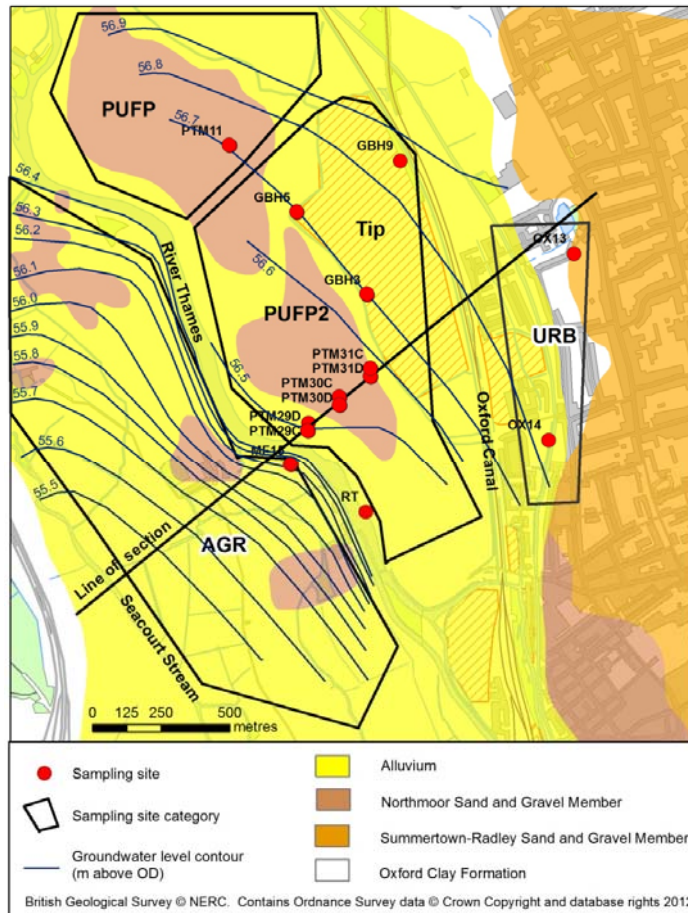 56.9
56.8
PUFP
56.7
PTM11
GBH9
56.4
56.3
56.2
GBH5
Tip
56.1
River Thames
56.6
OX13
56.0
GBH3
55.9
PUFP2
55.8
URB
55.7
56.5
PTM31C
PTM31D
PTM30C
PTM30D
Oxford Canal
PTM29D
PTM29C
OX14
55.6
55.5
RT
AGR
Line of section
Seacourt Stream
0 125 250 500
metres
Sampling site
Sampling site category
Groundwater level contour
(m above OD)
Alluvium
Northmoor Sand and Gravel Member
Summertown-Radley Sand and Gravel Member
Oxford Clay Formation
British Geological Survey © NERC. Contains Ordnance Survey data © Crown Copyright and database rights 2012